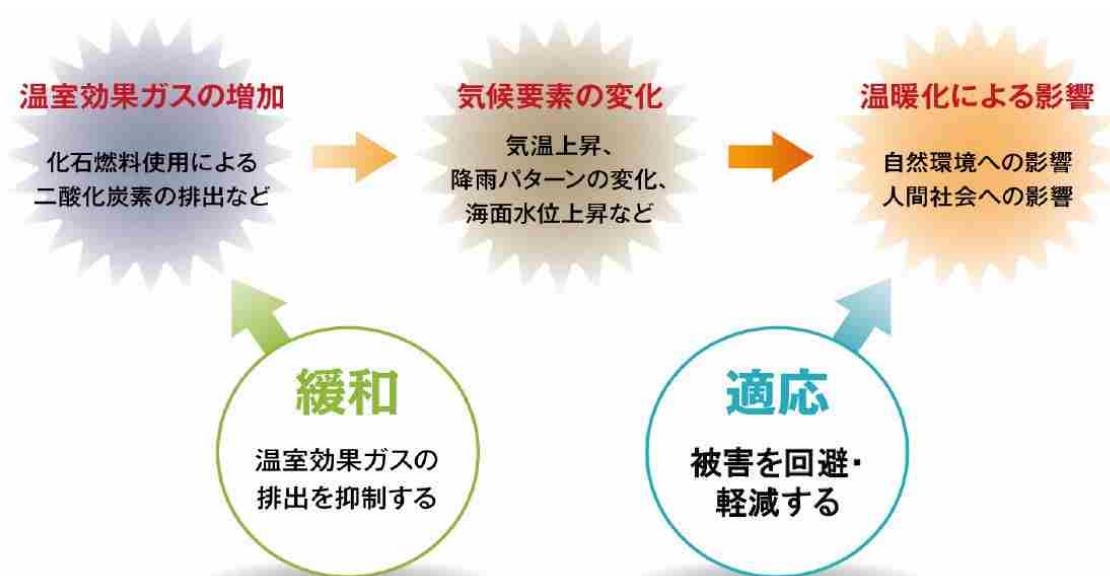 温室効果ガスの増加
化石燃料使用による
二酸化炭素の排出など
気候要素の変化
気温上昇、
降雨パターンの変化、
海面水位上昇など
温暖化による影響
自然環境への影響
人間社会への影響
緩和
温室効果ガスの
排出を抑制する
適応
被害を回避・
軽減する